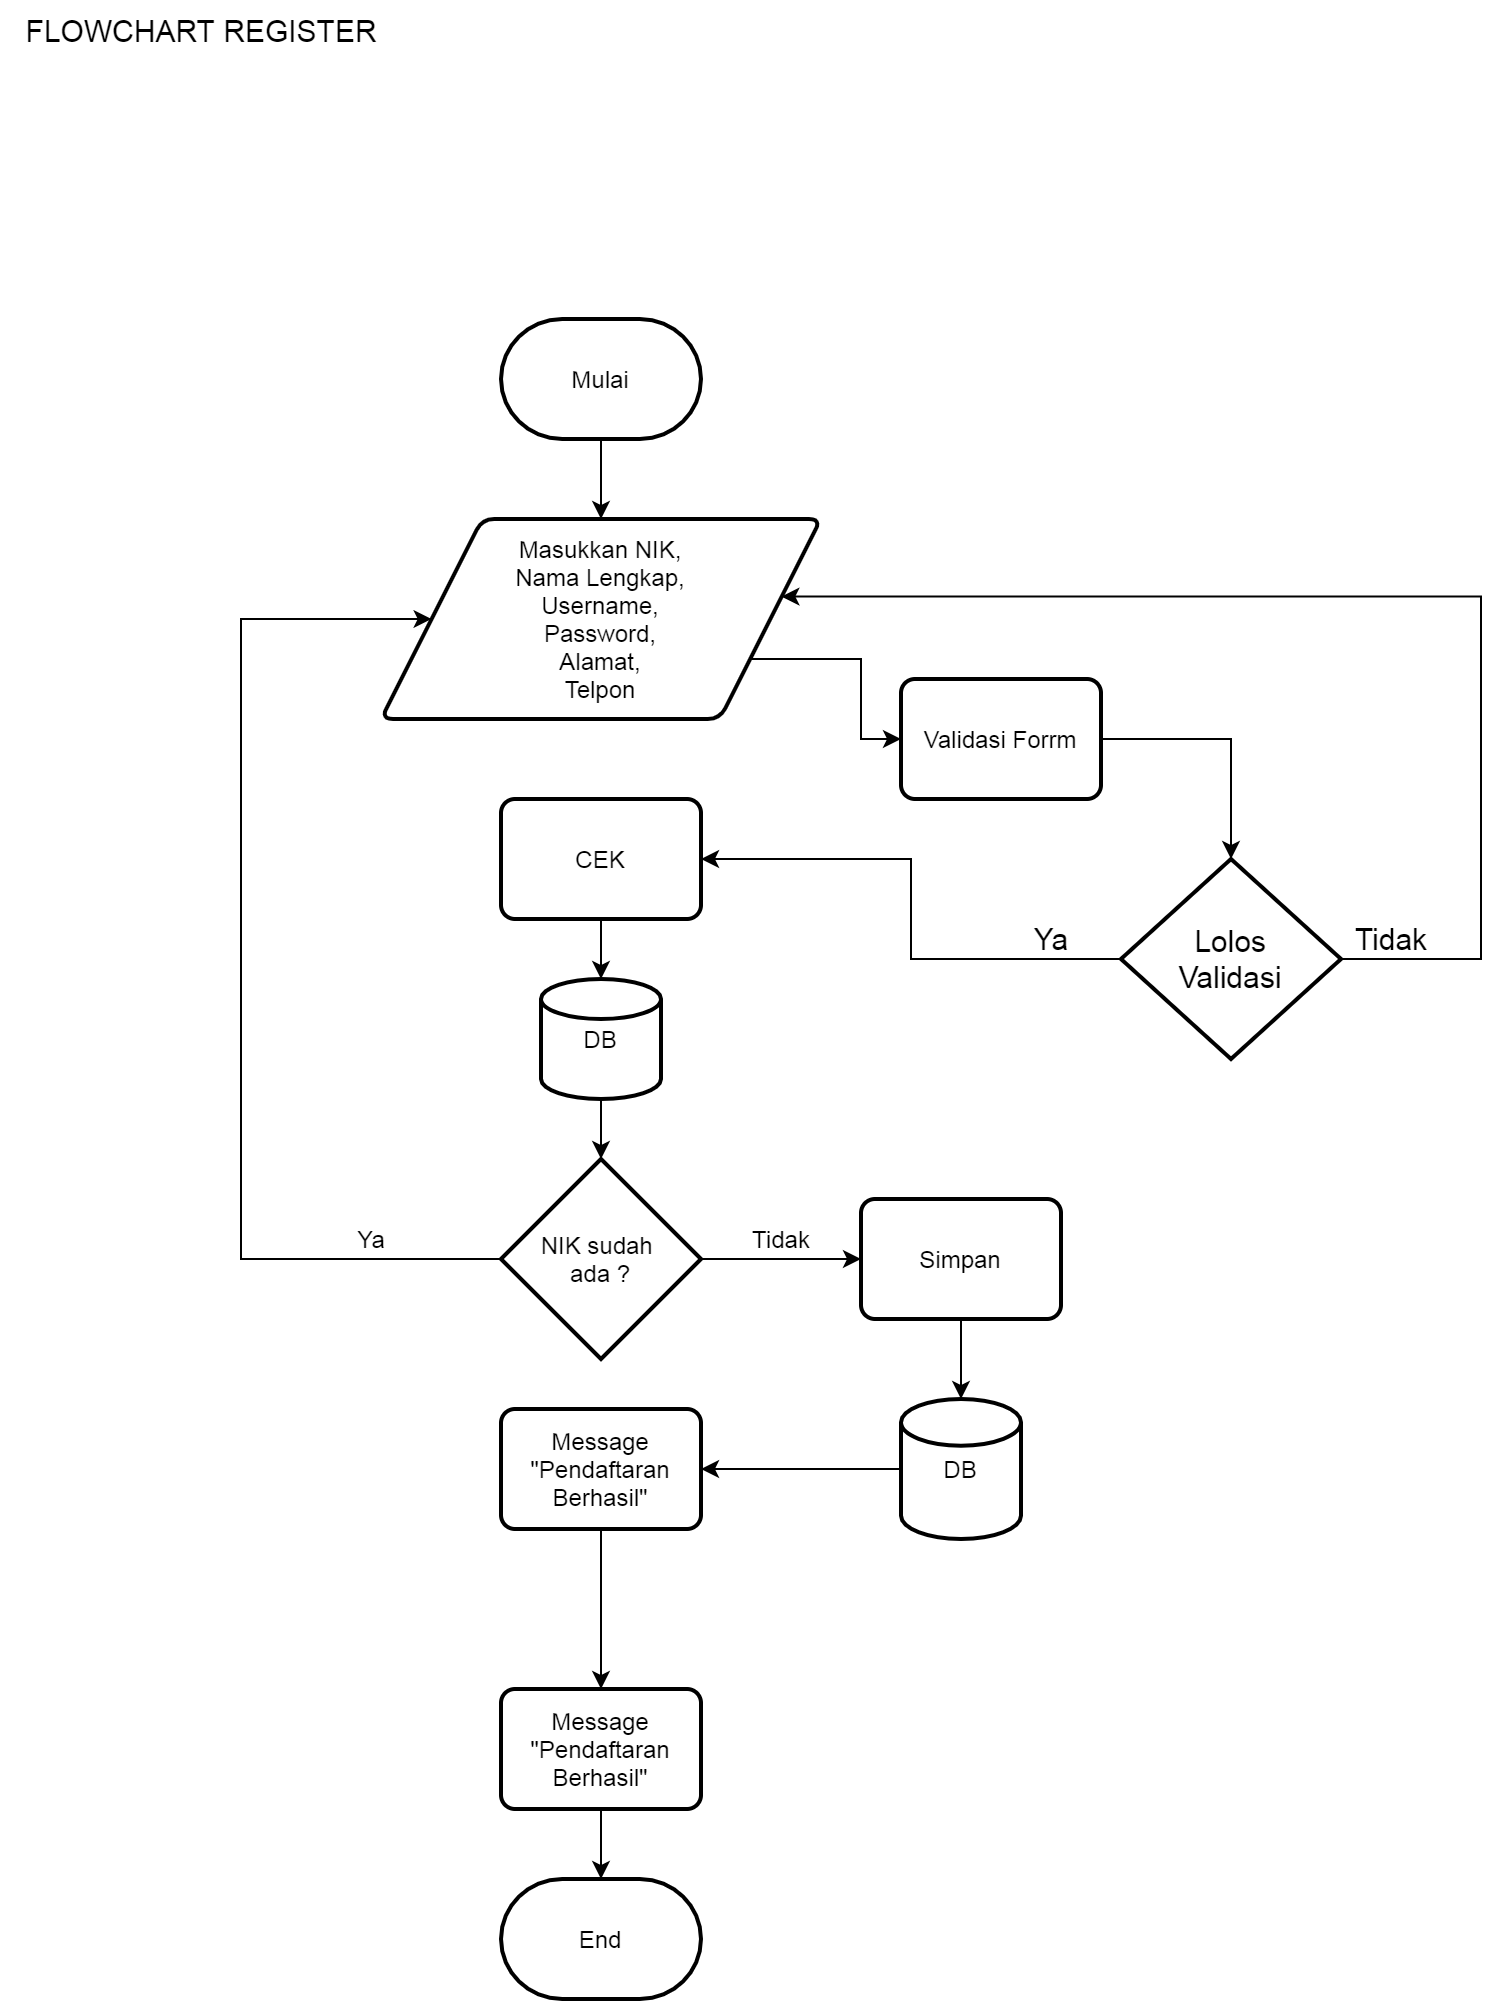 FLOWCHART REGISTER
Mulai
Masukkan NIK,
Nama Lengkap,
Username,
Password,
Alamat,
Telpon
Validasi Forrm
CEK
Ya
Lolos
Validasi
Tidak
DB
Ya
NIK sudah
ada ?
Tidak
Simpan
Message
"Pendaftaran
Berhasil"
DB
Message
"Pendaftaran
Berhasil"
End